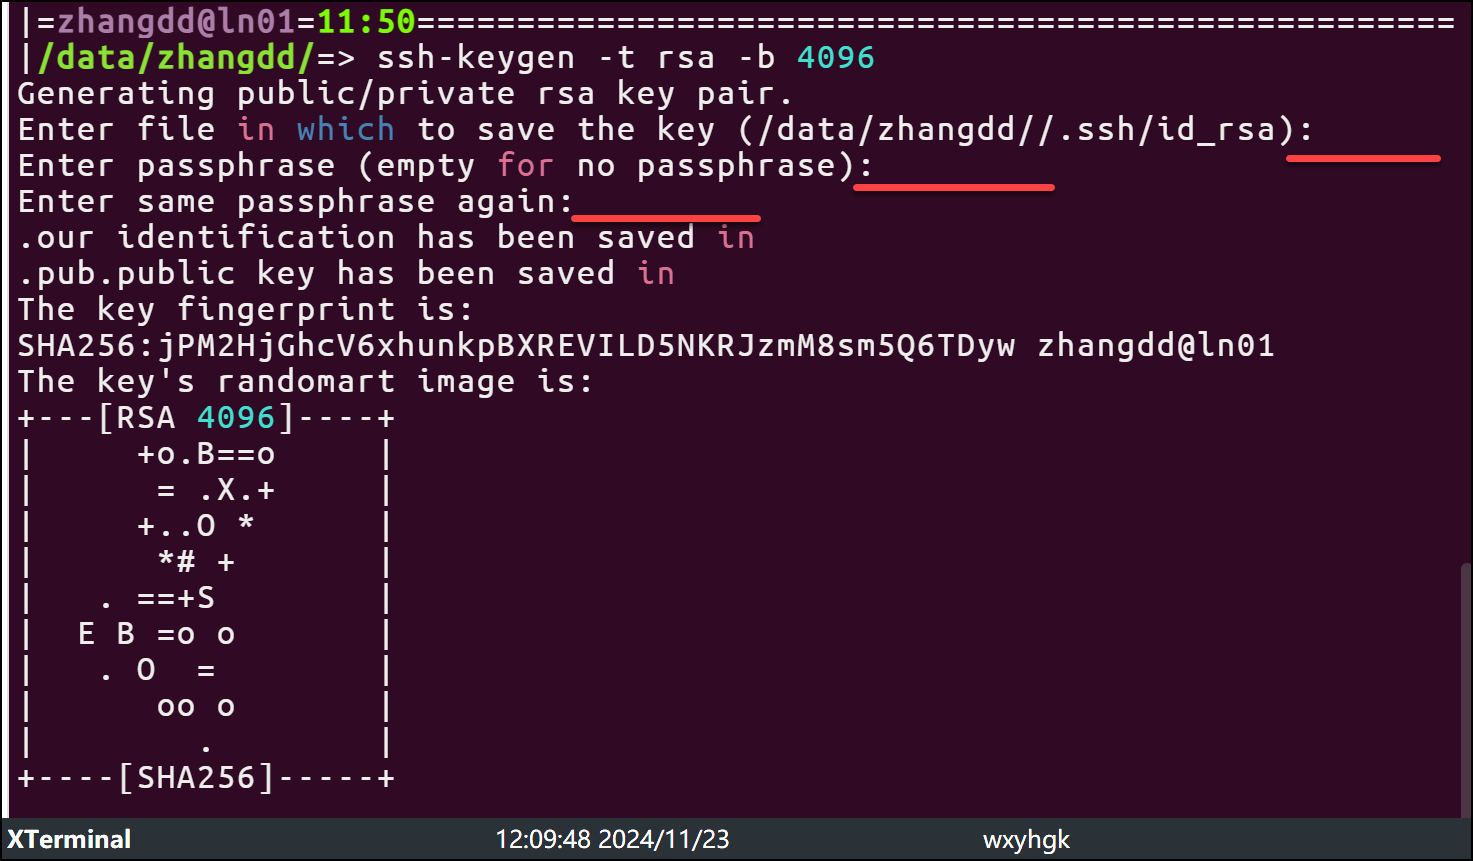 |=zhangdd@ln01=11:50====================================================
|/data/zhangdd/=> ssh-keygen -t rsa -b 4096
Generating public/private rsa key pair.
Enter file in which to save the key (/data/zhangdd//.ssh/id_rsa):
Enter passphrase (empty for no passphrase):
Enter same passphrase again:
.our identification has been saved in
.pub.public key has been saved in
The key fingerprint is:
SHA256:jPM2HjGhcV6xhunkpBXREVILD5NKRJzmM8sm5Q6TDyw zhangdd@ln01
The key's randomart image is:
+---[RSA 4096]----+
|     +o.B==o     |
|      = .X.+     |
|     +..O *      |
|      *# +       |
|   . ==+S        |
|  E B =o o       |
|   . O  =        |
|      oo o       |
|        .        |
+----[SHA256]-----+
XTerminal 12:09:48 2024/11/23 wxyhgk